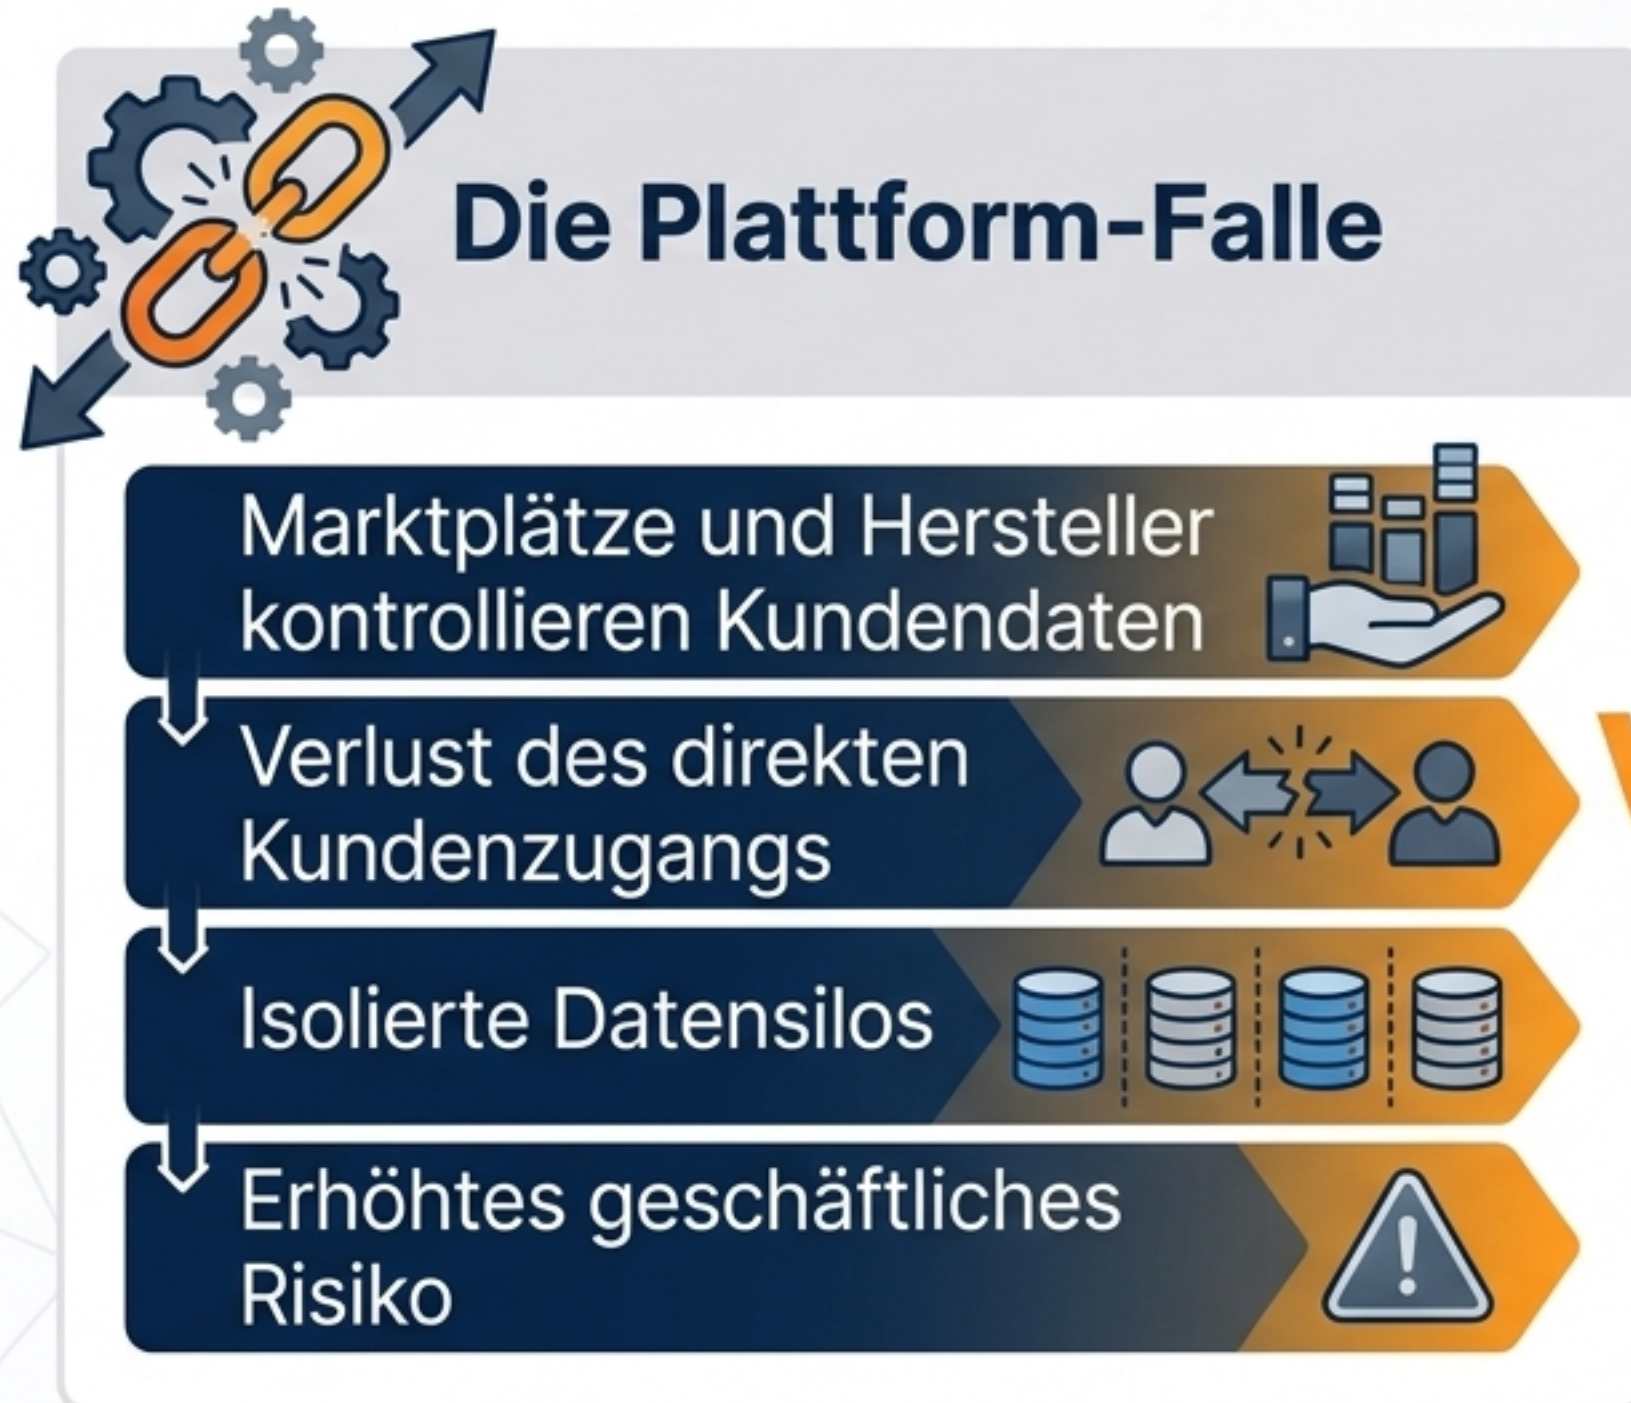 Die Plattform-Falle
Marktplätze und Hersteller
kontrollieren Kundendaten
Verlust des direkten
Kundenzugangs
Isolierte Datensilos
Erhöhtes geschäftliches
Risiko